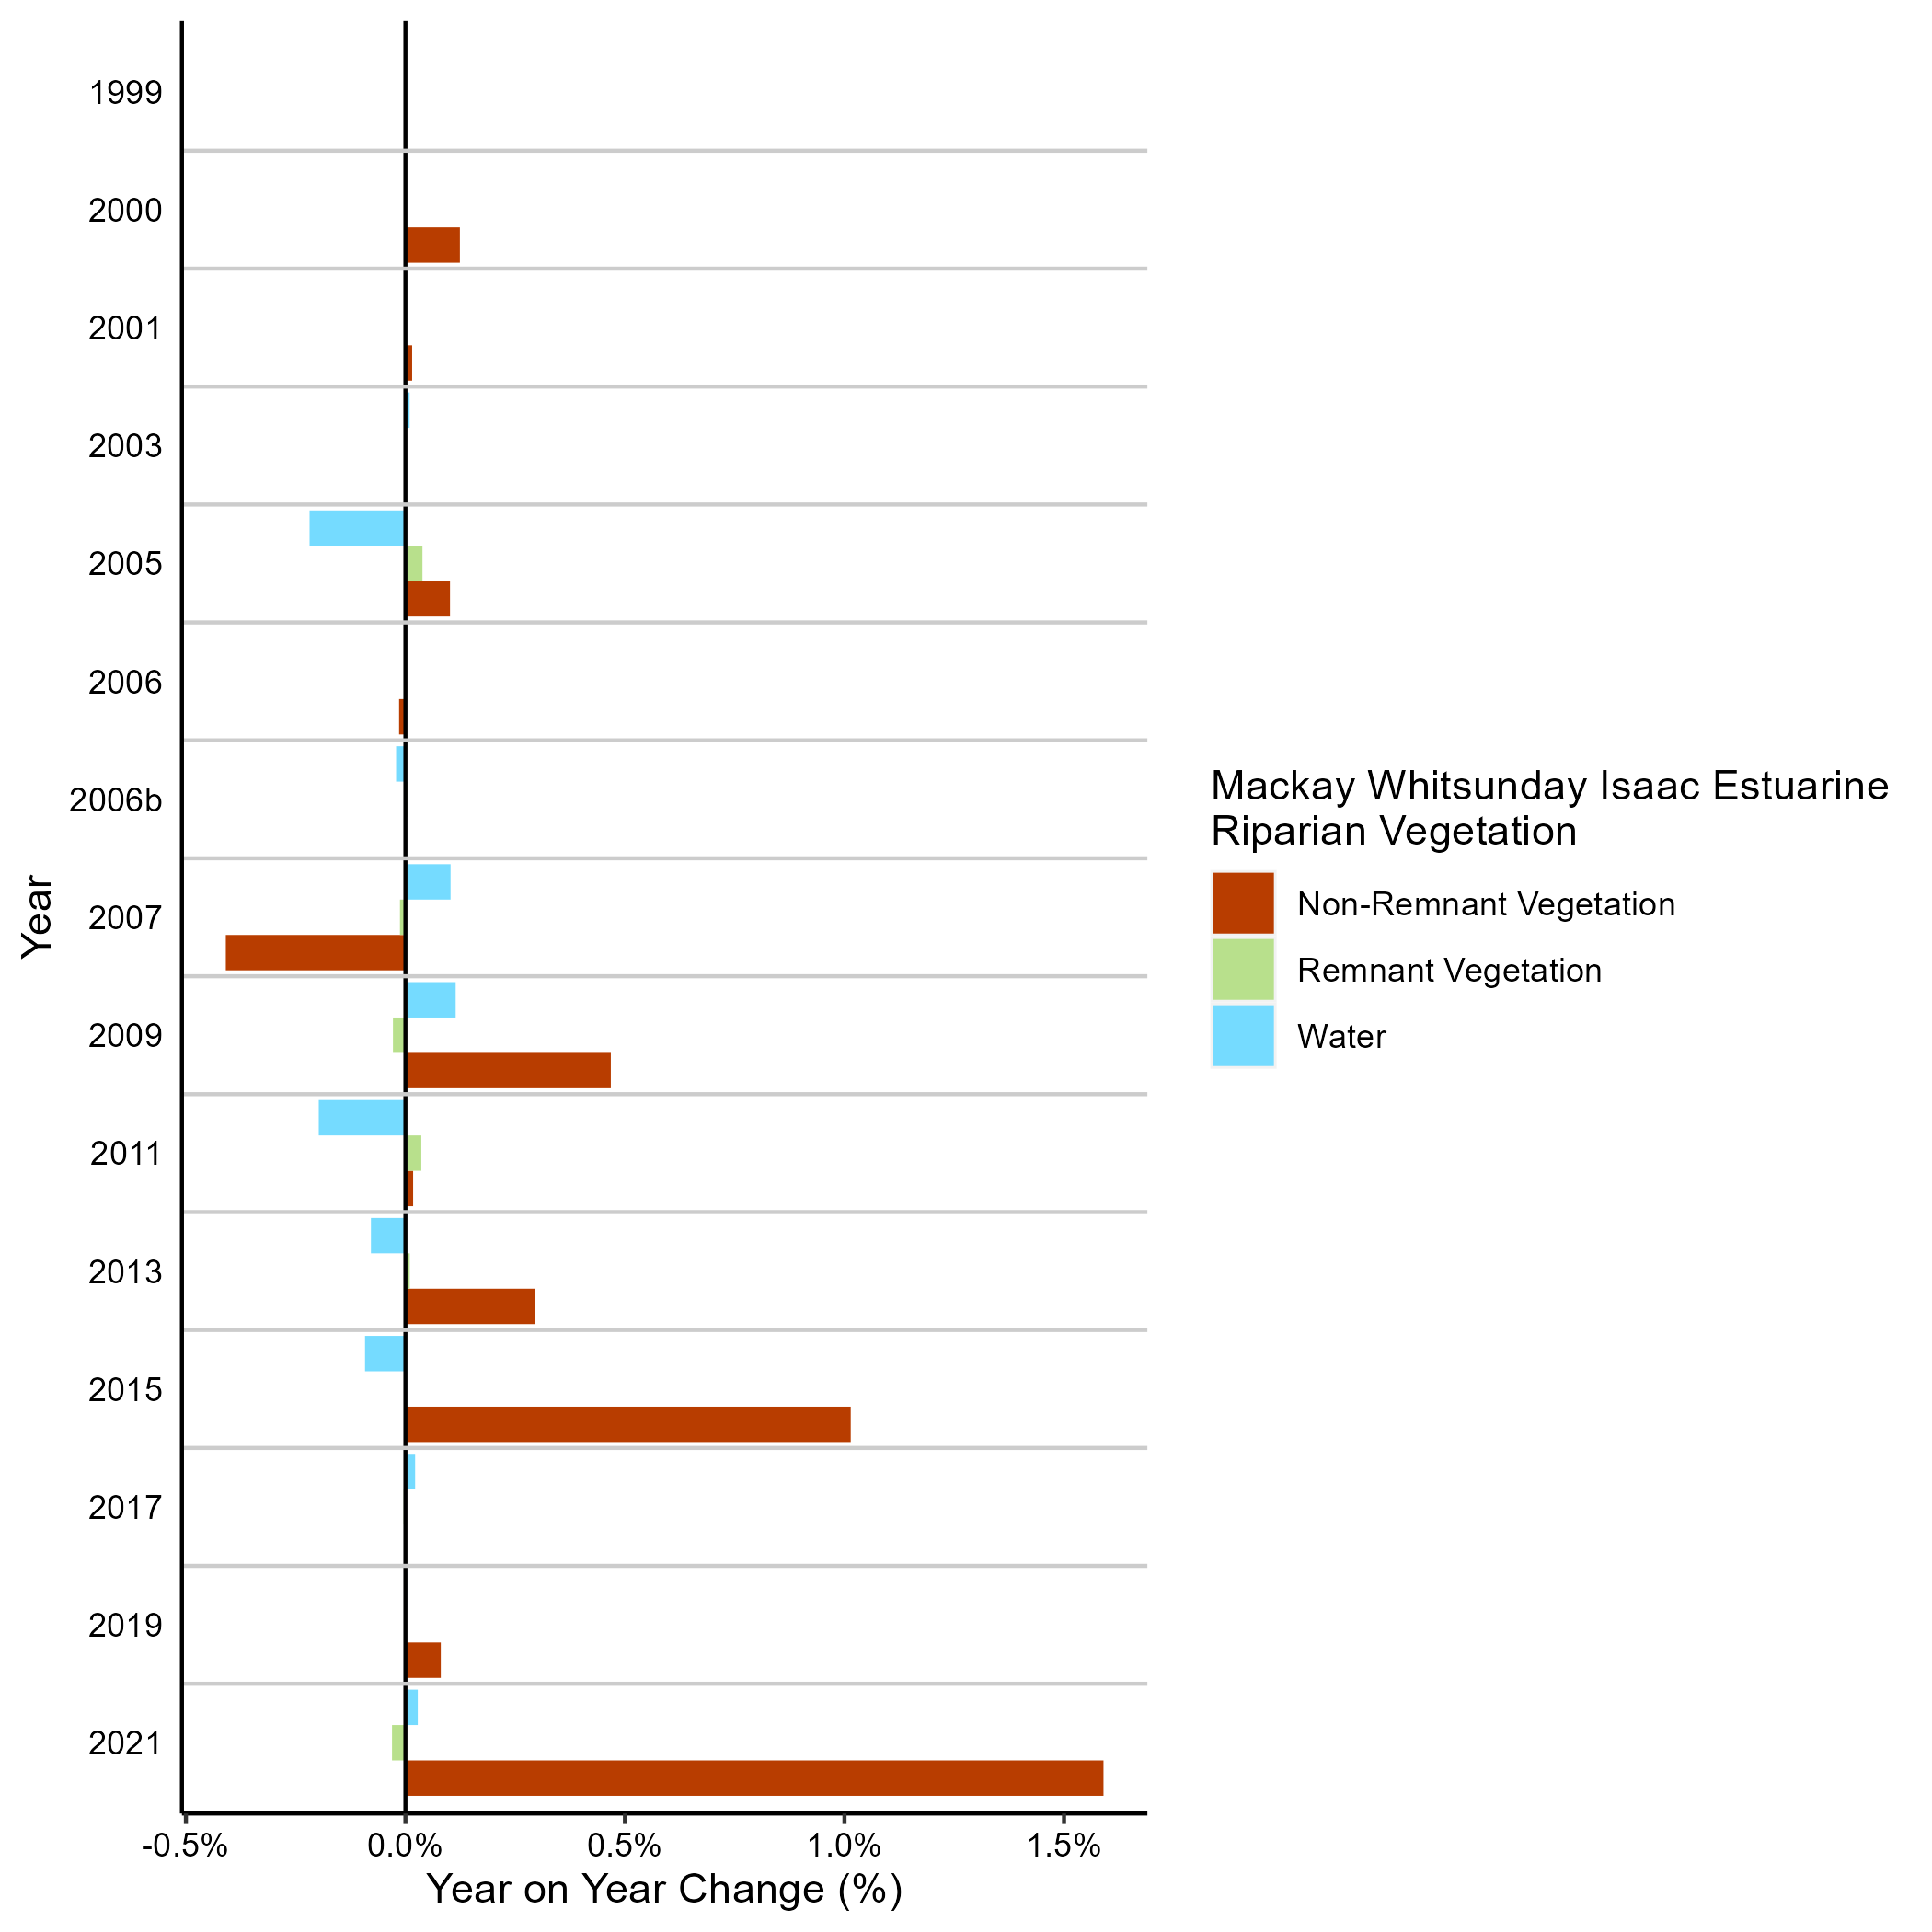 1999
2000
2001
2003
2005
2006
2006b
2007
2009
2011
2013
2015
2017
2019
2021
Year
-0.5%
0.0%
0.5%
1.0%
1.5%
Year on Year Change (%)
Mackay Whitsunday Isaac Estuarine
Riparian Vegetation
Non-Remnant Vegetation
Remnant Vegetation
Water